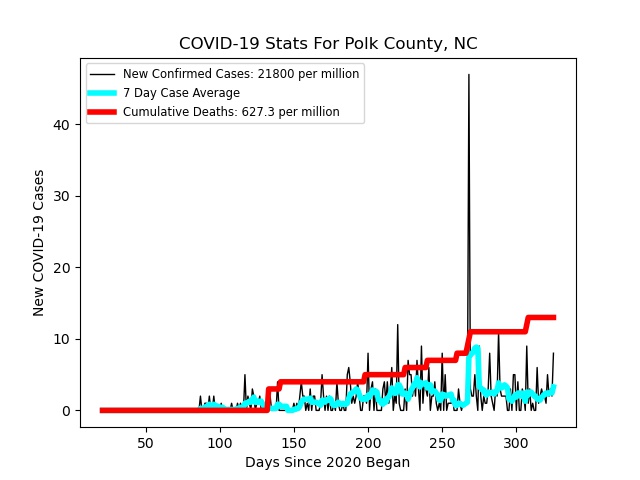 COVID-19 Stats For Polk County, NC
New Confirmed Cases: 21800 per million
7 Day Case Average
Cumulative Deaths: 627.3 per million
New COVID-19 Cases
40
30
20
10
0
50 100 150 200 250 300
Days Since 2020 Began